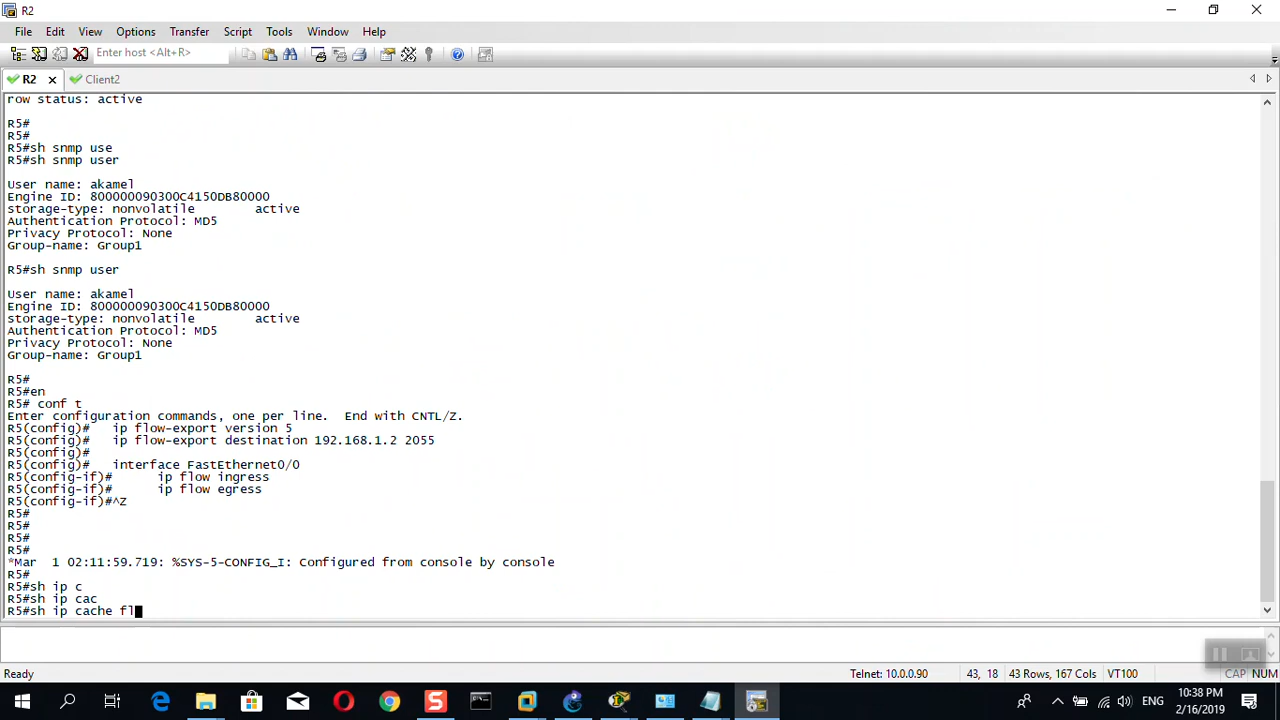 R2
File Edit View Options Transfer Script Tools Window Help
Enter host <Alt+R>
R2 Client2
row status: active
R5#
R5#
R5#sh snmp use
R5#sh snmp user
User name: akamel
Engine ID: 800000090300C4150DB80000
storage-type: nonvolatile        active
Authentication Protocol: MD5
Privacy Protocol: None
Group-name: Group1
R5#sh snmp user
User name: akamel
Engine ID: 800000090300C4150DB80000
storage-type: nonvolatile        active
Authentication Protocol: MD5
Privacy Protocol: None
Group-name: Group1
R5#
R5#en
R5# conf t
Enter configuration commands, one per line.  End with CNTL/Z.
R5(config)#   ip flow-export version 5
R5(config)#   ip flow-export destination 192.168.1.2 2055
R5(config)#
R5(config)#   interface FastEthernet0/0
R5(config-if)#      ip flow ingress
R5(config-if)#      ip flow egress
R5(config-if)#^Z
R5#
R5#
R5#
R5#
*Mar  1 02:11:59.719: %SYS-5-CONFIG_I: Configured from console by console
R5#
R5#sh ip c
R5#sh ip cac
R5#sh ip cache fl
Ready Telnet: 10.0.0.90 43, 18 43 Rows, 167 Cols VT100 CAP NUM
ENG 10:38 PM
2/16/2019